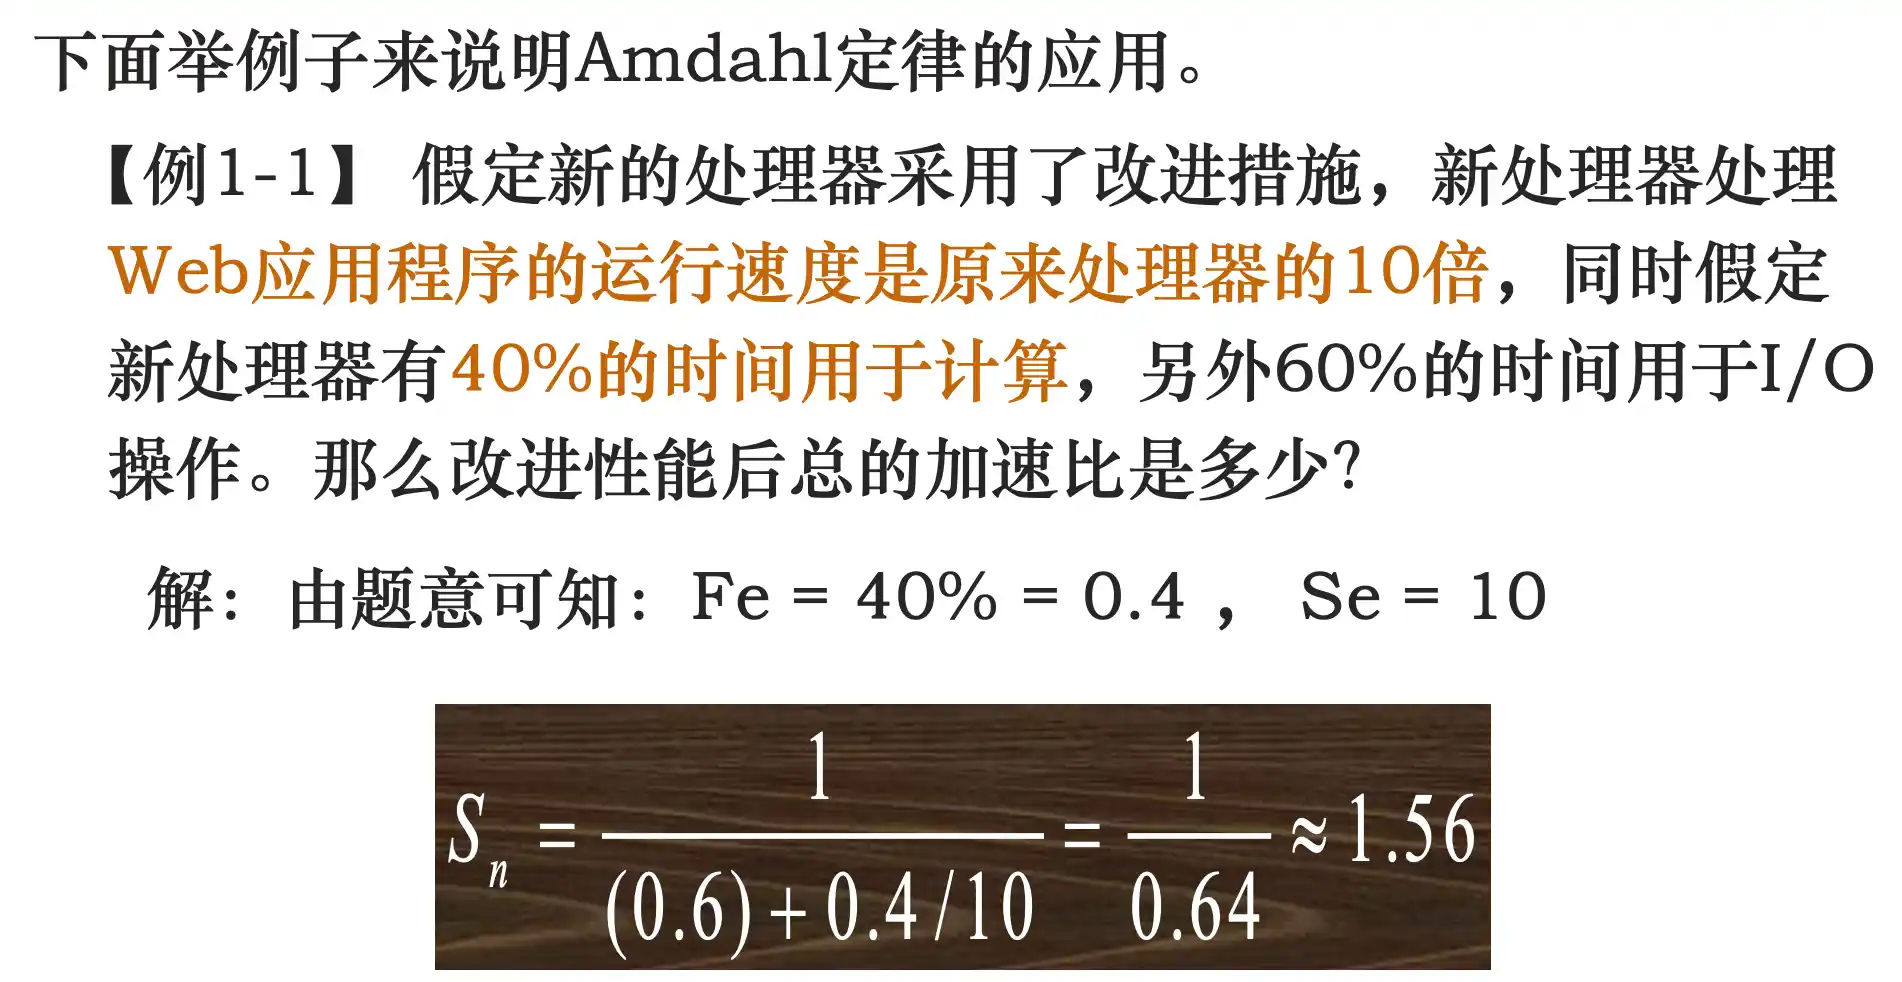 下面举例子来说明Amdahl定律的应用。
【例1-1】 假定新的处理器采用了改进措施，新处理器处理
Web应用程序的运行速度是原来处理器的10倍，同时假定
新处理器有40%的时间用于计算，另外60%的时间用于I/O
操作。那么改进性能后总的加速比是多少？
解：由题意可知：Fe = 40% = 0.4 ， Se = 10
Sn = 1 / ((0.6) + 0.4/10) = 1 / 0.64 ≈ 1.56